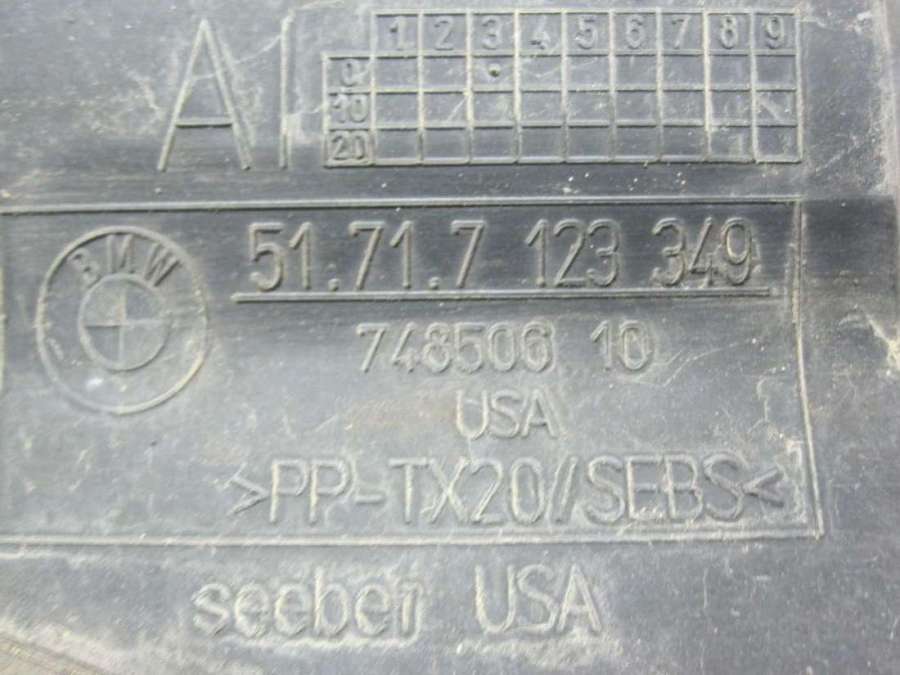 AI
1 2 3 4 5 6 7 8 9
0
10
20
BMW
51.71.7 123 349
748506 10
USA
>PP-TX20//SEBS<
seeber USA